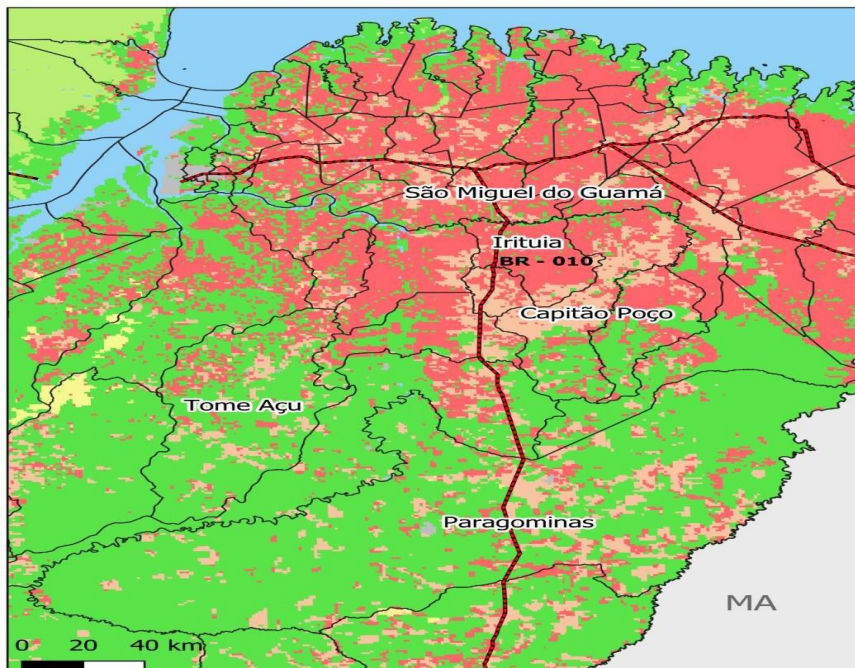 São Miguel do Guamá
Irituia
BR - 010
Capitão Poço
Tome Açu
Paragominas
MA
0 20 40 km